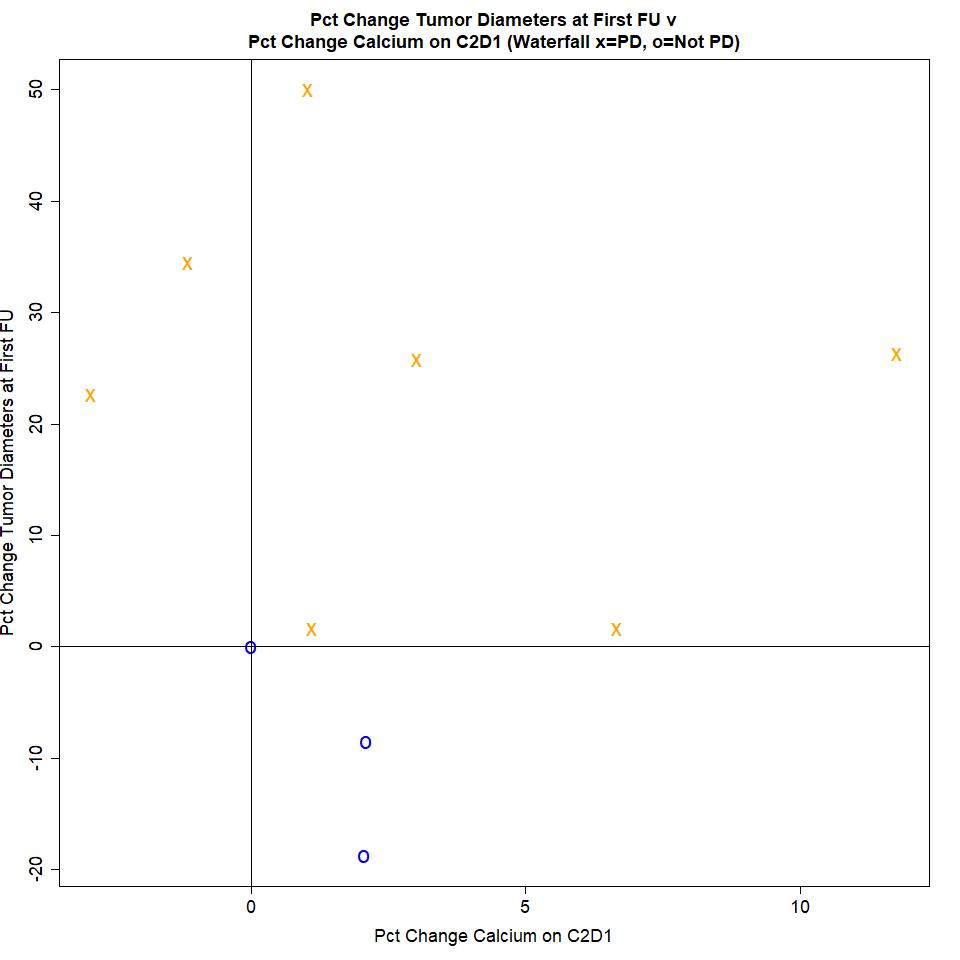 Pct Change Tumor Diameters at First FU v
Pct Change Calcium on C2D1 (Waterfall x=PD, o=Not PD)
Pct Change Tumor Diameters at First FU
50
40
30
20
10
0
-10
-20
X
X
X
X
X
X
X
O
O
O
0
5
10
Pct Change Calcium on C2D1